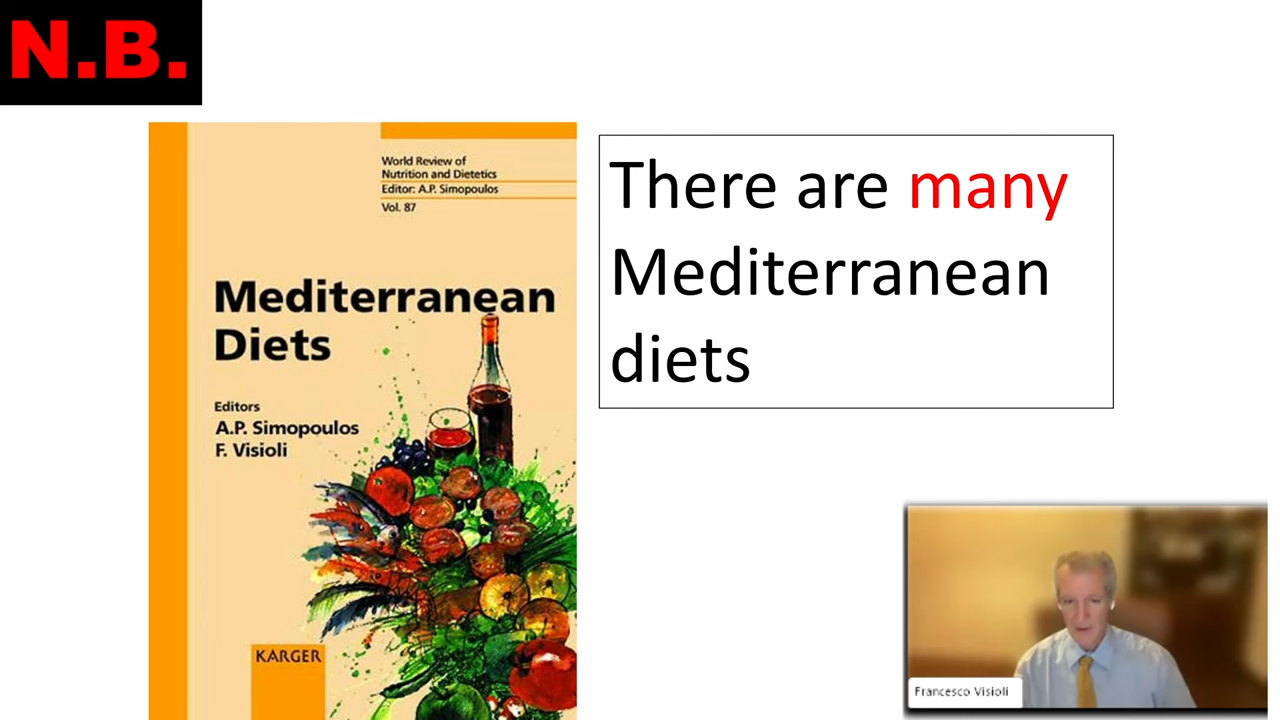 N.B.
World Review of
Nutrition and Dietetics
Editor: A.P. Simopoulos
Vol. 87
Mediterranean
Diets
Editors
A.P. Simopoulos
F. Visioli
KARGER
There are many
Mediterranean
diets
Francesco Visioli